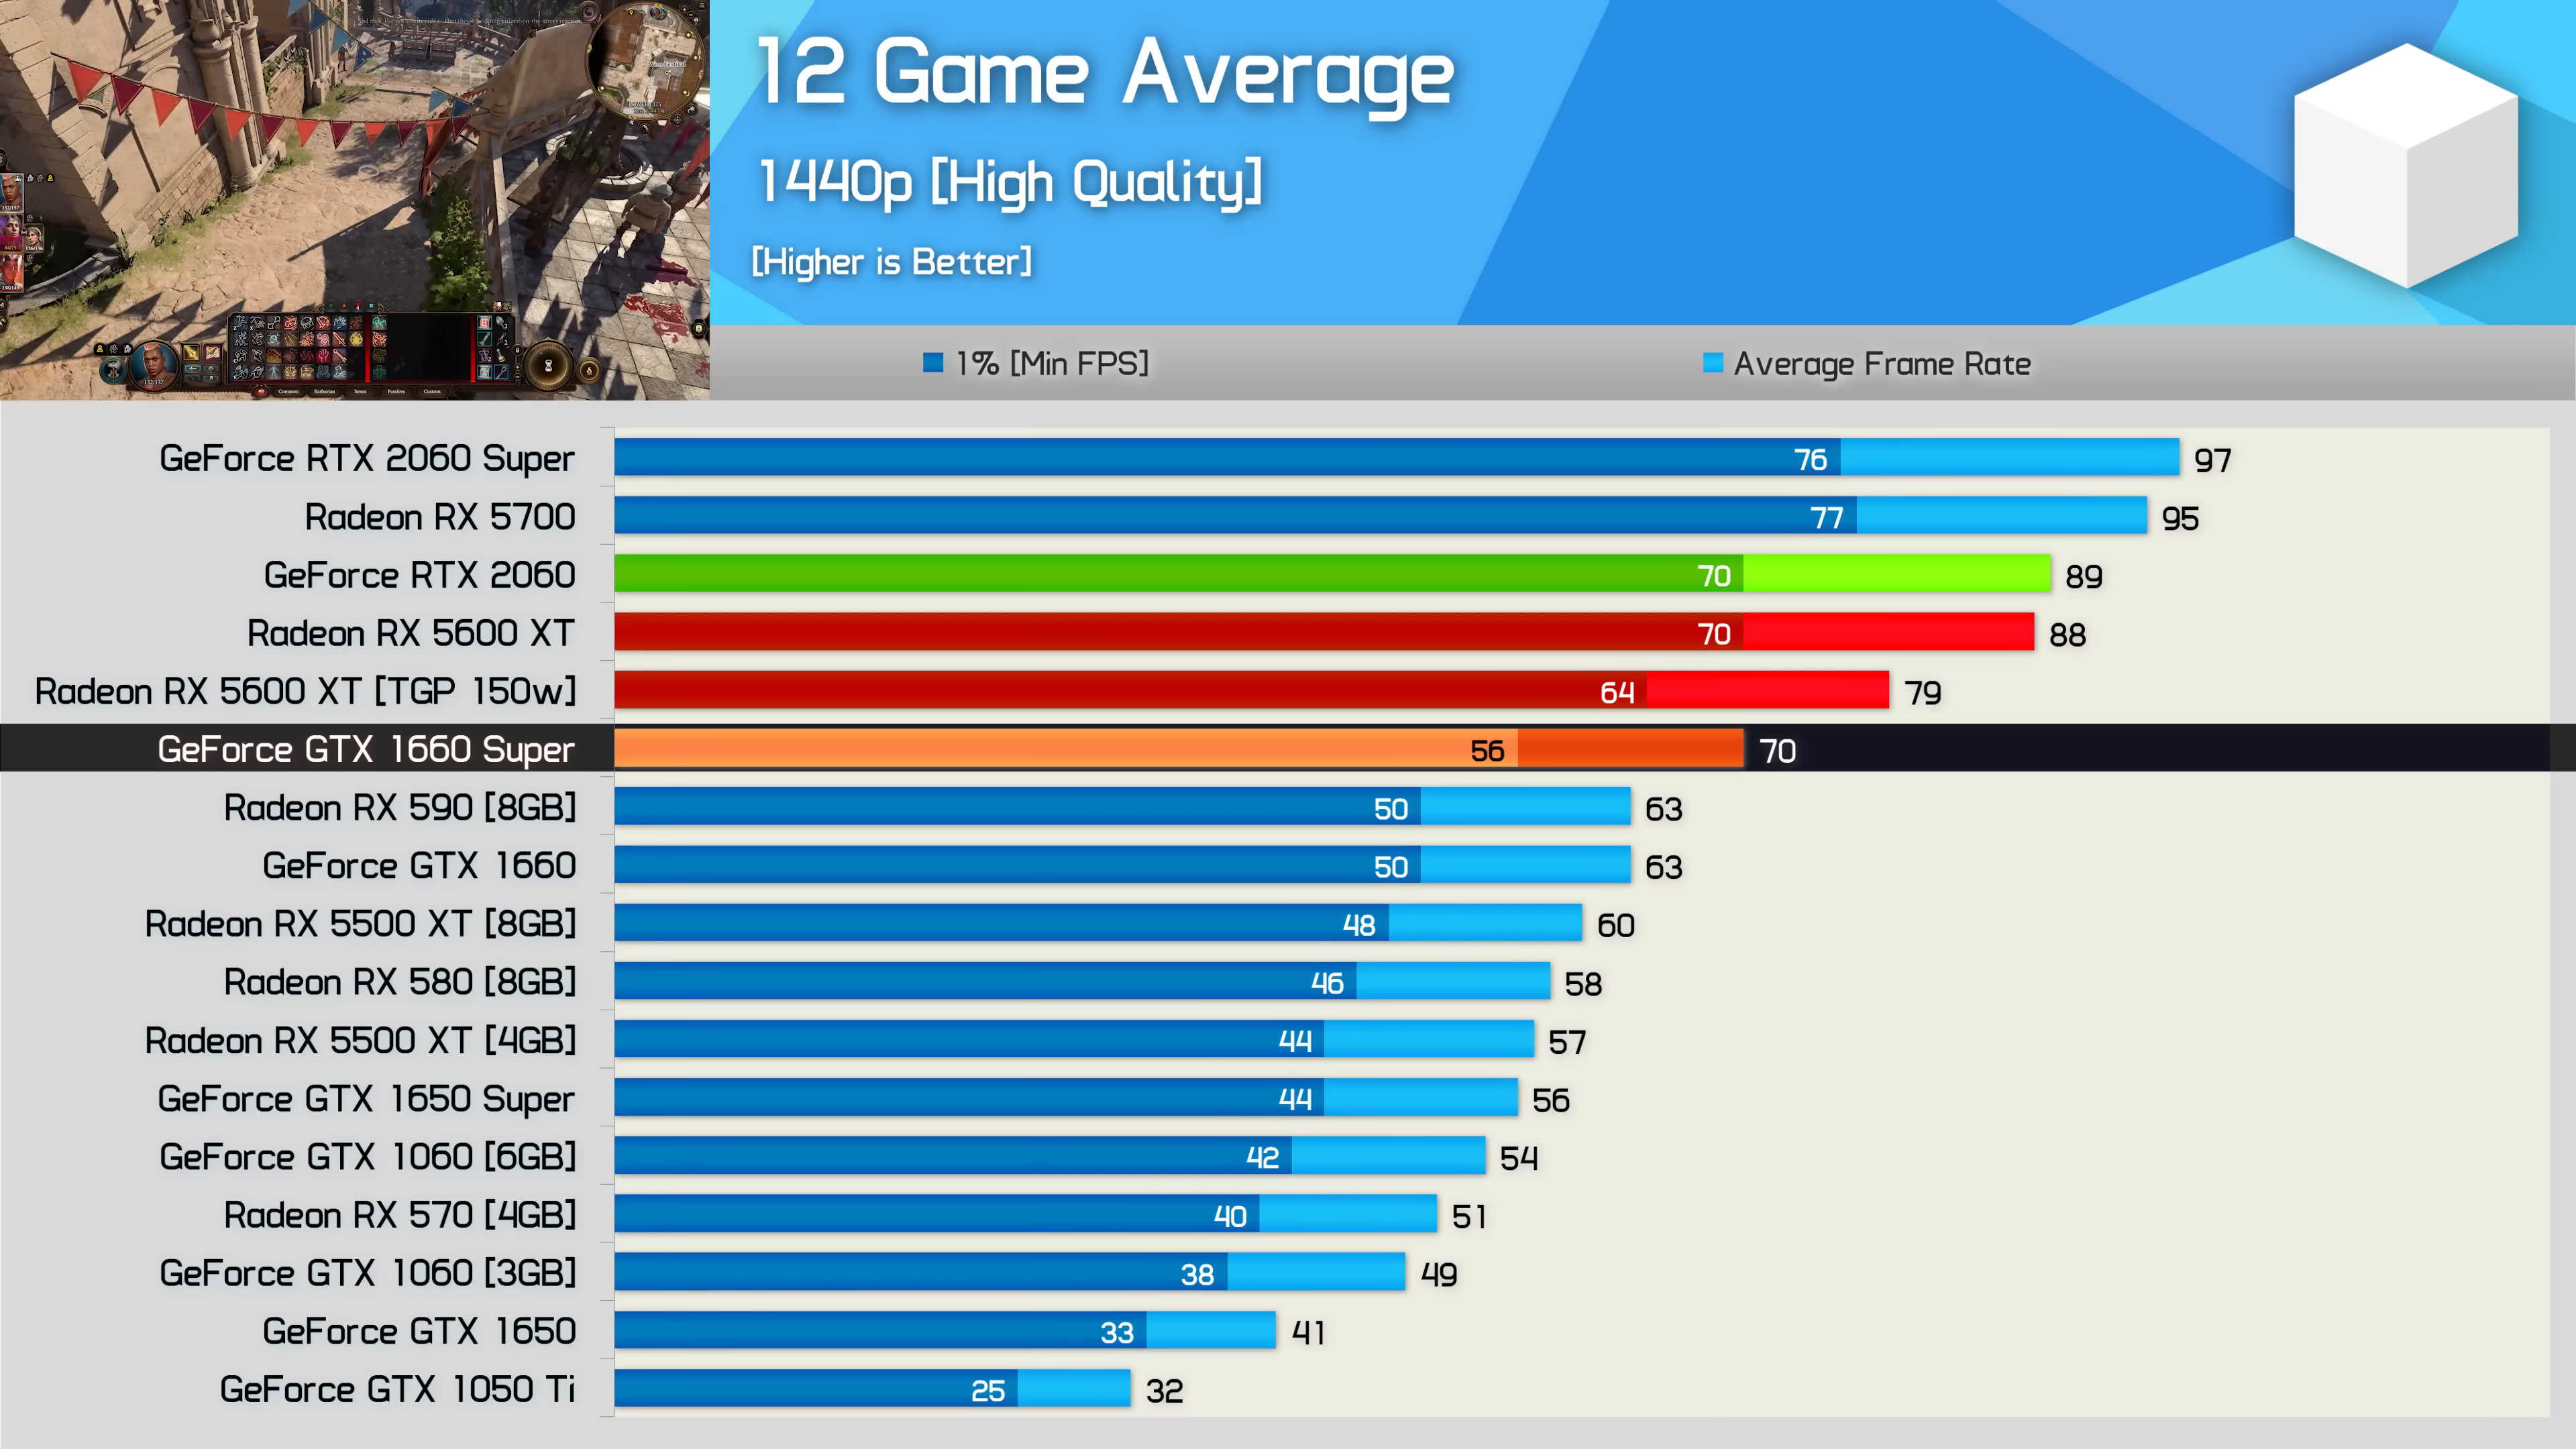 12 Game Average
1440p [High Quality]
[Higher is Better]
1% [Min FPS] Average Frame Rate
GeForce RTX 2060 Super 76 97
Radeon RX 5700 77 95
GeForce RTX 2060 70 89
Radeon RX 5600 XT 70 88
Radeon RX 5600 XT [TGP 150w] 64 79
GeForce GTX 1660 Super 56 70
Radeon RX 590 [8GB] 50 63
GeForce GTX 1660 50 63
Radeon RX 5500 XT [8GB] 48 60
Radeon RX 580 [8GB] 46 58
Radeon RX 5500 XT [4GB] 44 57
GeForce GTX 1650 Super 44 56
GeForce GTX 1060 [6GB] 42 54
Radeon RX 570 [4GB] 40 51
GeForce GTX 1060 [3GB] 38 49
GeForce GTX 1650 33 41
GeForce GTX 1050 Ti 25 32